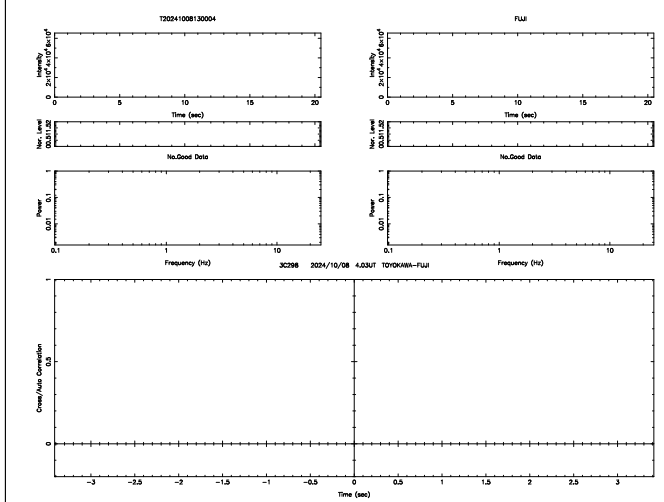 T20241008130004 FUJI
Intensity 0 2×10⁴ 4×10⁴ 6×10⁴ Intensity 0 2×10⁴ 4×10⁴ 6×10⁴
0 5 10 15 20 0 5 10 15 20
Time (sec) Time (sec)
Nor. Level 0 0.5 1 1.5 2 Nor. Level 0 0.5 1 1.5 2
No.Good Data No.Good Data
Power 0.01 0.1 1 Power 0.01 0.1 1
0.1 1 10 0.1 1 10
Frequency (Hz) Frequency (Hz)
3C298 2024/10/08 4.03UT TOYOKAWA-FUJI
Cross/Auto Correlation 0 0.5 1
-3 -2.5 -2 -1.5 -1 -0.5 0 0.5 1 1.5 2 2.5 3
Time (sec)